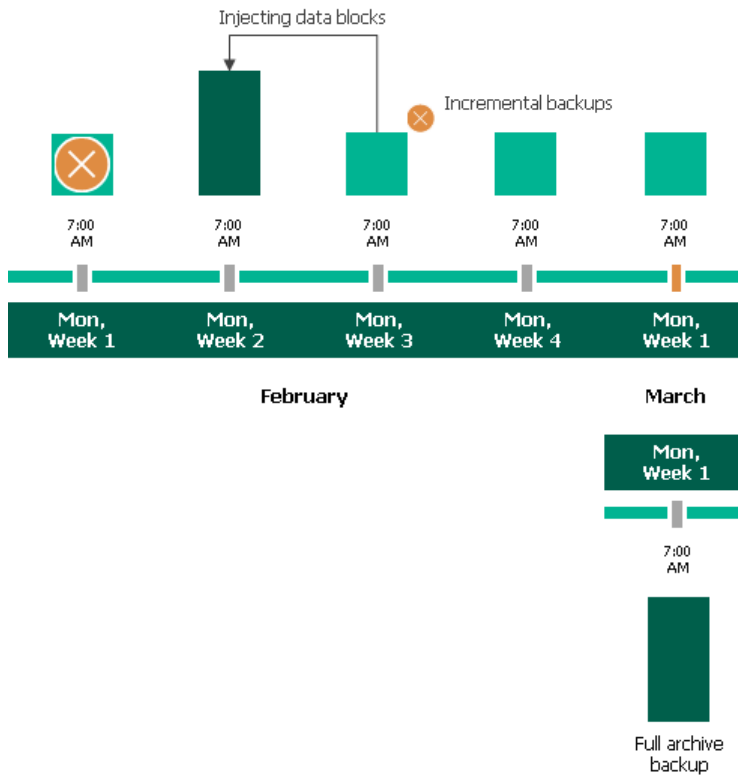 Injecting data blocks
Incremental backups
7:00 7:00 7:00 7:00 7:00
AM AM AM AM AM
Mon, Mon, Mon, Mon, Mon,
Week 1 Week 2 Week 3 Week 4 Week 1
February March
Mon,
Week 1
7:00
AM
Full archive
backup